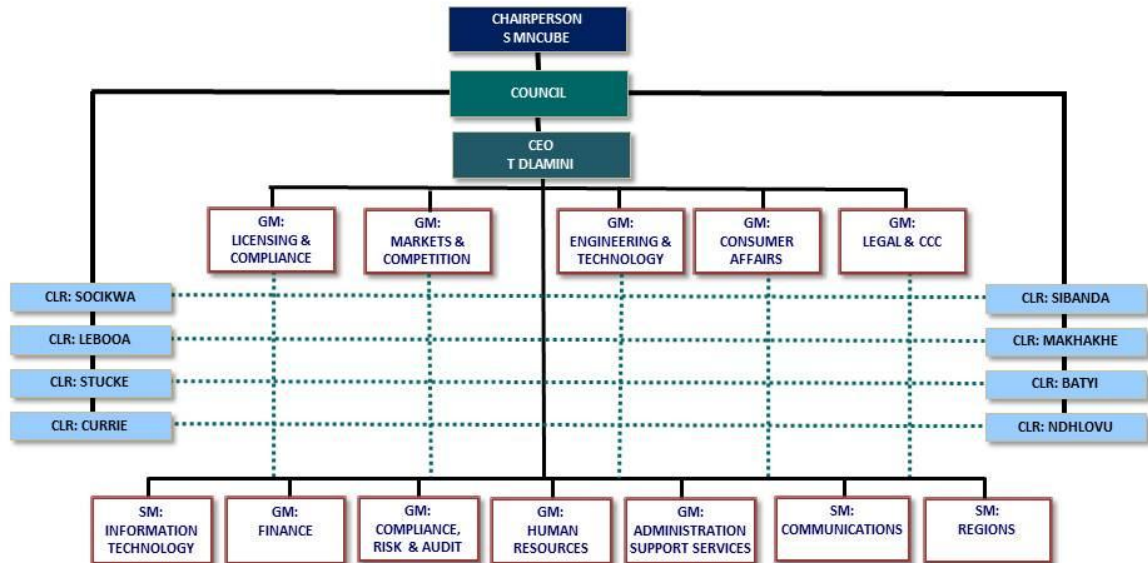 CHAIRPERSON
S MNCUBE
COUNCIL
CEO
T DLAMINI
GM:
LICENSING &
COMPLIANCE
GM:
MARKETS &
COMPETITION
GM:
ENGINEERING &
TECHNOLOGY
GM:
CONSUMER
AFFAIRS
GM:
LEGAL & CCC
CLR: SOCIKWA
CLR: SIBANDA
CLR: LEBOOA
CLR: MAKHAKHE
CLR: STUCKE
CLR: BATYI
CLR: CURRIE
CLR: NDHLOVU
SM:
INFORMATION
TECHNOLOGY
GM:
FINANCE
GM:
COMPLIANCE,
RISK & AUDIT
GM:
HUMAN
RESOURCES
GM:
ADMINISTRATION
SUPPORT SERVICES
SM:
COMMUNICATIONS
SM:
REGIONS